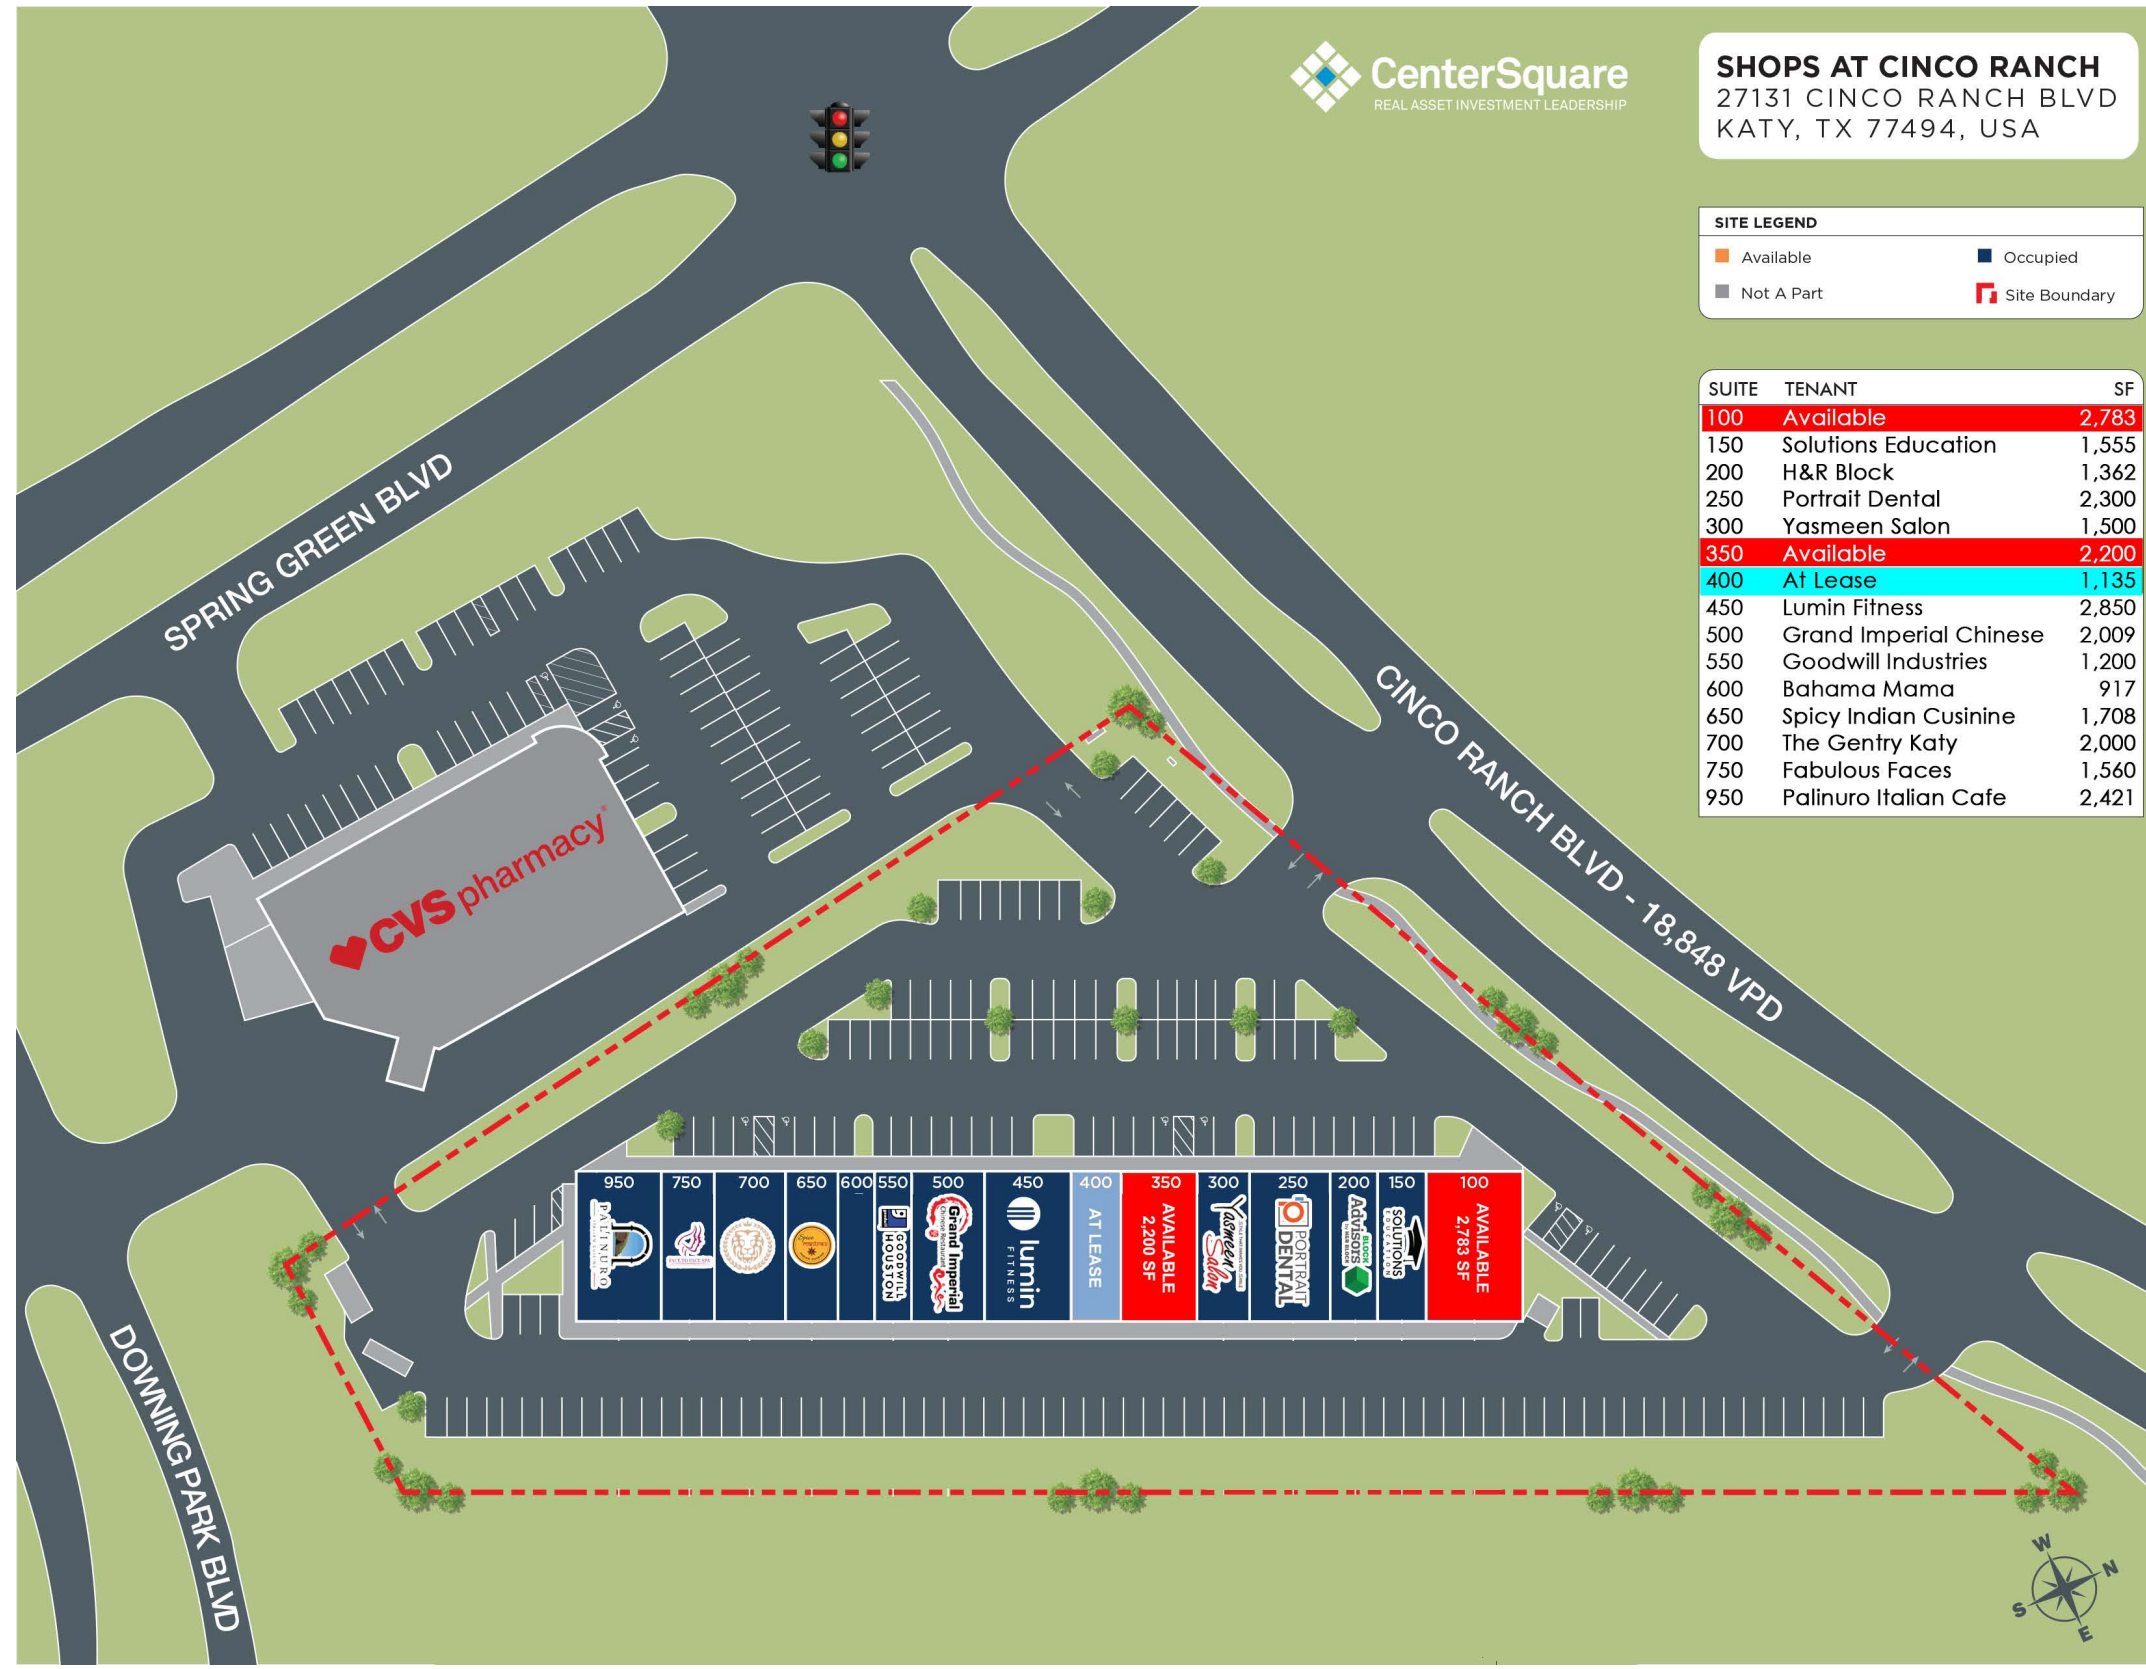 CenterSquare
REAL ASSET INVESTMENT LEADERSHIP
SHOPS AT CINCO RANCH
27131 CINCO RANCH BLVD
KATY, TX 77494, USA
SITE LEGEND
Available
Occupied
Not A Part
Site Boundary
SUITE TENANT SF
100 Available 2,783
150 Solutions Education 1,555
200 H&R Block 1,362
250 Portrait Dental 2,300
300 Yasmeen Salon 1,500
350 Available 2,200
400 At Lease 1,135
450 Lumin Fitness 2,850
500 Grand Imperial Chinese 2,009
550 Goodwill Industries 1,200
600 Bahama Mama 917
650 Spicy Indian Cusinine 1,708
700 The Gentry Katy 2,000
750 Fabulous Faces 1,560
950 Palinuro Italian Cafe 2,421
SPRING GREEN BLVD
CINCO RANCH BLVD - 18,848 VPD
DOWNING PARK BLVD
CVS pharmacy
950
PALINURO
750
700
650
Spice
600
550
GOODWILL
HOUSTON
500
Grand Imperial
Chinese Restaurant
450
lumin
FITNESS
400
AT LEASE
350
AVAILABLE
2,200 SF
300
Yasmeen
Salon
250
PORTRAIT
DENTAL
200
BLOCK
Advisors
150
SOLUTIONS
EDUCATION
100
AVAILABLE
2,783 SF
W
N
S
E